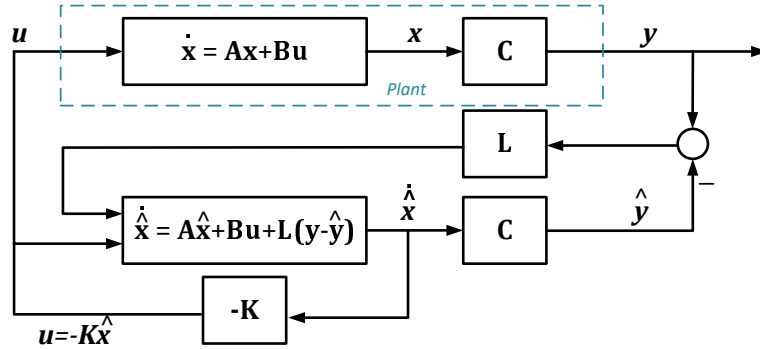 u
ẋ = Ax+Bu
x
C
y
Plant
L
x̂̇ = Ax̂+Bu+L(y-ŷ)
x̂̇
C
ŷ
−
-K
u=-Kx̂